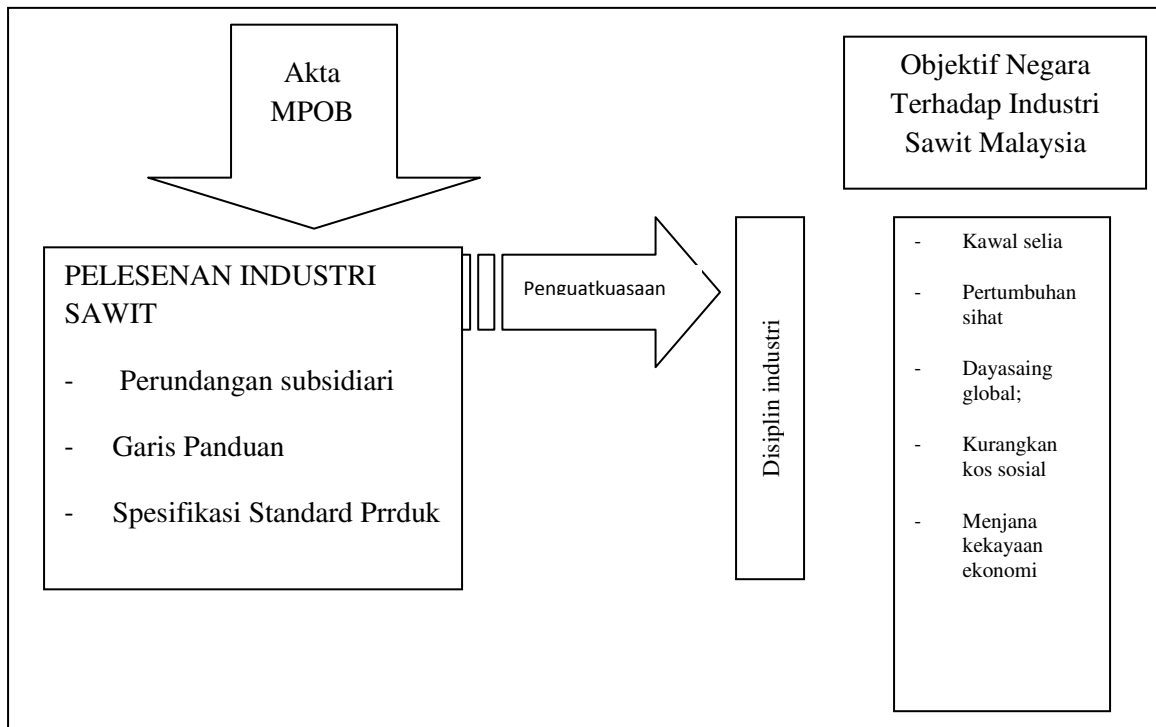 Akta
MPOB
Objektif Negara
Terhadap Industri
Sawit Malaysia
PELESENAN INDUSTRI
SAWIT
- Perundangan subsidiari
- Garis Panduan
- Spesifikasi Standard Prrduk
Penguatkuasaan
Disiplin industri
- Kawal selia
- Pertumbuhan
sihat
- Dayasaing
global;
- Kurangkan
kos sosial
- Menjana
kekayaan
ekonomi